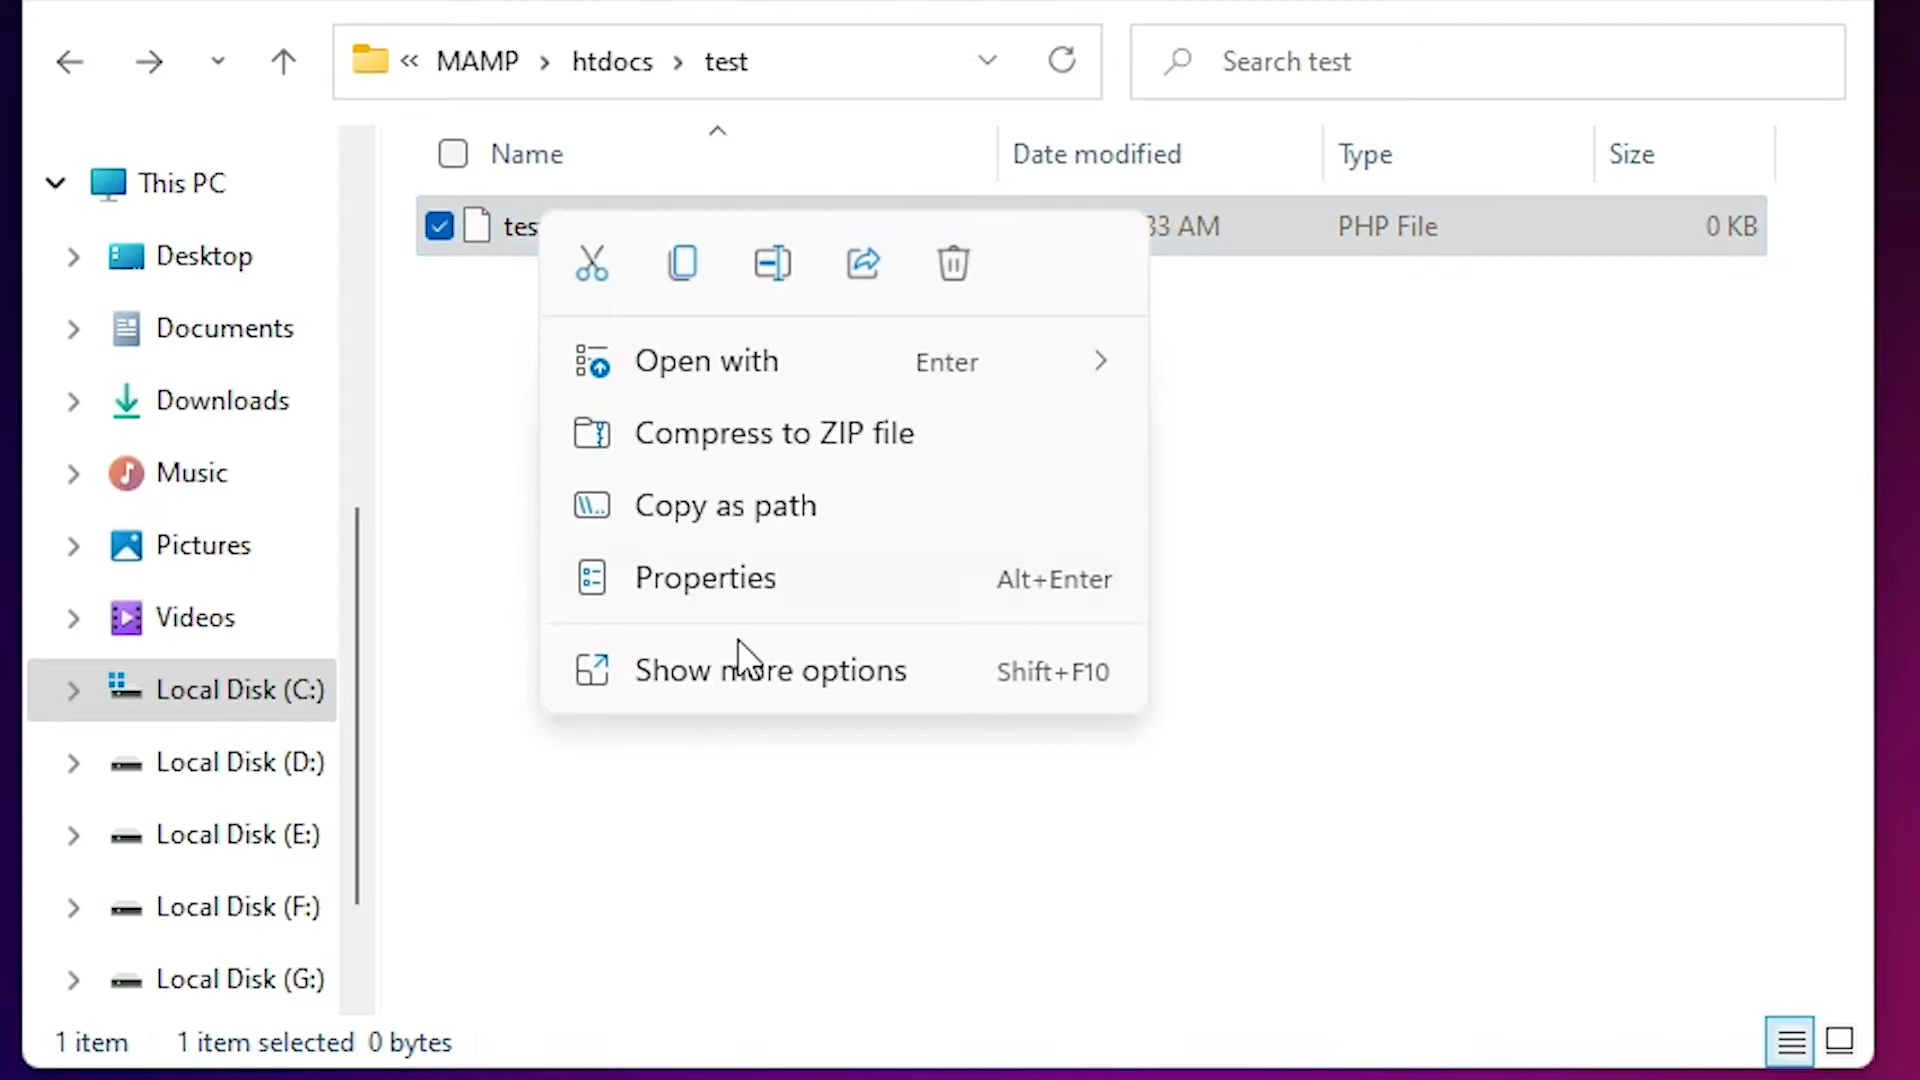 « MAMP > htdocs > test
Search test
Name Date modified Type Size
tes 33 AM PHP File 0 KB
This PC
Desktop
Documents
Downloads
Music
Pictures
Videos
Local Disk (C:)
Local Disk (D:)
Local Disk (E:)
Local Disk (F:)
Local Disk (G:)
Open with Enter
Compress to ZIP file
Copy as path
Properties Alt+Enter
Show more options Shift+F10
1 item 1 item selected 0 bytes